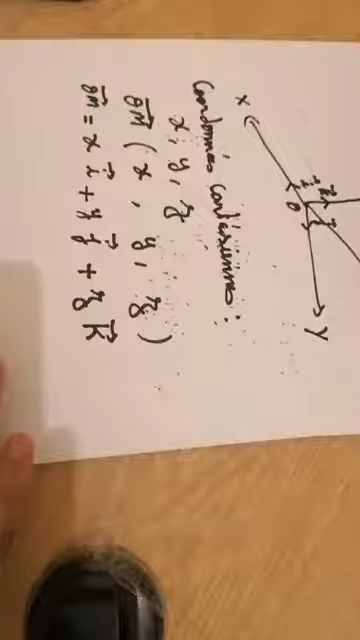 X
Y
O
Coordonnées Cartésiennes :
x, y, z
OM⃗ ( x , y , z )
OM⃗ = x i⃗ + y j⃗ + z k⃗